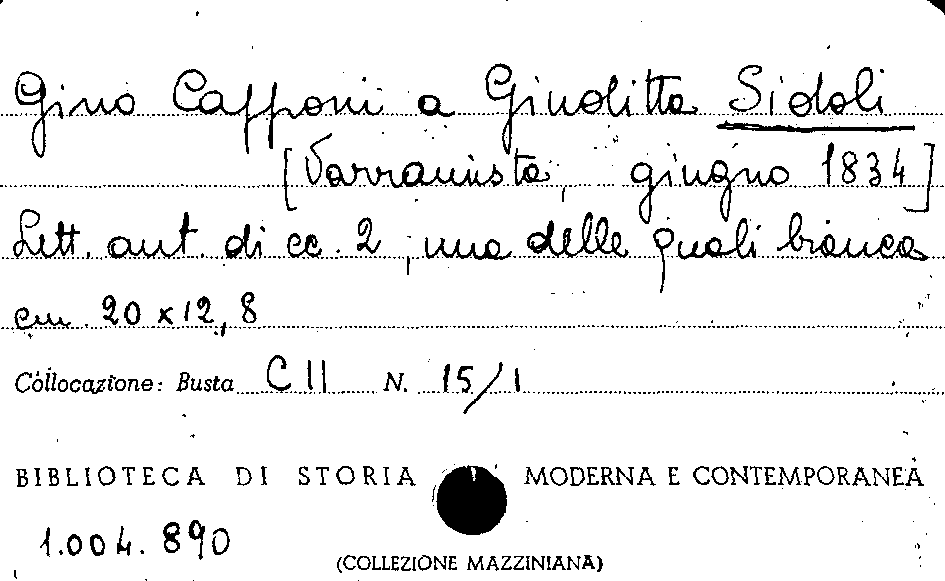 Gino Capponi a Giuditta Sidoli
[Varramista, giugno 1834]
Lett. aut. di cc. 2, una delle quali bianca
cm. 20 x 12,8
Collocazione: Busta C II N. 15/1
BIBLIOTECA DI STORIA MODERNA E CONTEMPORANEA
1.004.890
(COLLEZIONE MAZZINIANA)